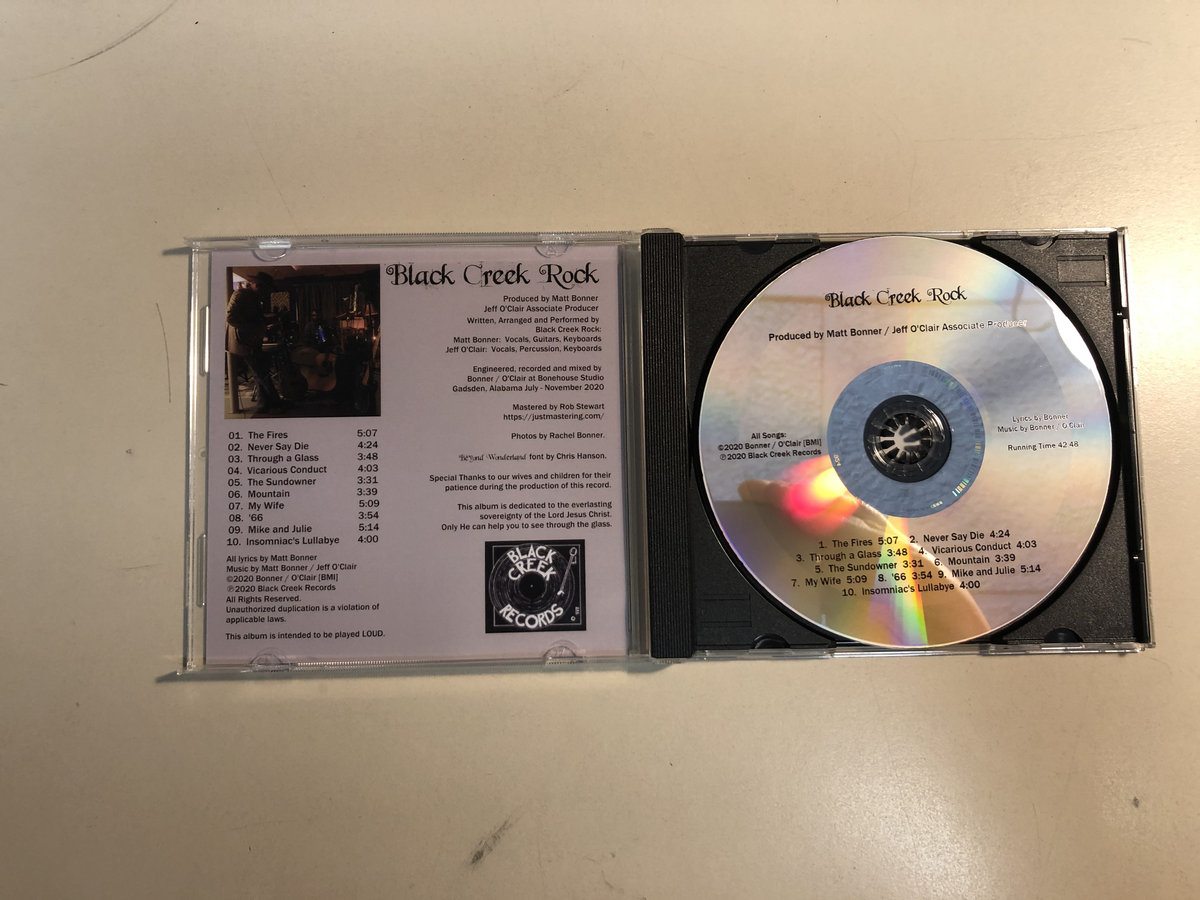 Black Creek Rock
Produced by Matt Bonner
Jeff O'Clair Associate Producer
Written, Arranged and Performed by
Black Creek Rock:
Matt Bonner: Vocals, Guitars, Keyboards
Jeff O'Clair: Vocals, Percussion, Keyboards
Engineered, recorded and mixed by
Bonner / O'Clair at Bonehouse Studio
Gadsden, Alabama July - November 2020
Mastered by Rob Stewart
https://justmastering.com/
Photos by Rachel Bonner.
Beyond Wonderland font by Chris Hanson.
Special Thanks to our wives and children for their
patience during the production of this record.
This album is dedicated to the everlasting
sovereignty of the Lord Jesus Christ.
Only He can help you to see through the glass.
BLACK
CREEK
RECORDS
01. The Fires 5:07
02. Never Say Die 4:24
03. Through a Glass 3:48
04. Vicarious Conduct 4:03
05. The Sundowner 3:31
06. Mountain 3:39
07. My Wife 5:09
08. '66 3:54
09. Mike and Julie 5:14
10. Insomniac's Lullabye 4:00
All lyrics by Matt Bonner
Music by Matt Bonner / Jeff O'Clair
©2020 Bonner / O'Clair [BMI]
℗2020 Black Creek Records
All Rights Reserved.
Unauthorized duplication is a violation of
applicable laws.
This album is intended to be played LOUD.
Black Creek Rock
Produced by Matt Bonner / Jeff O'Clair Associate Producer
All Songs:
©2020 Bonner / O'Clair [BMI]
℗2020 Black Creek Records
Lyrics by Bonner
Music by Bonner / O'Clair
Running Time 42:48
1. The Fires 5:07 2. Never Say Die 4:24
3. Through a Glass 3:48 4. Vicarious Conduct 4:03
5. The Sundowner 3:31 6. Mountain 3:39
7. My Wife 5:09 8. '66 3:54 9. Mike and Julie 5:14
10. Insomniac's Lullabye 4:00